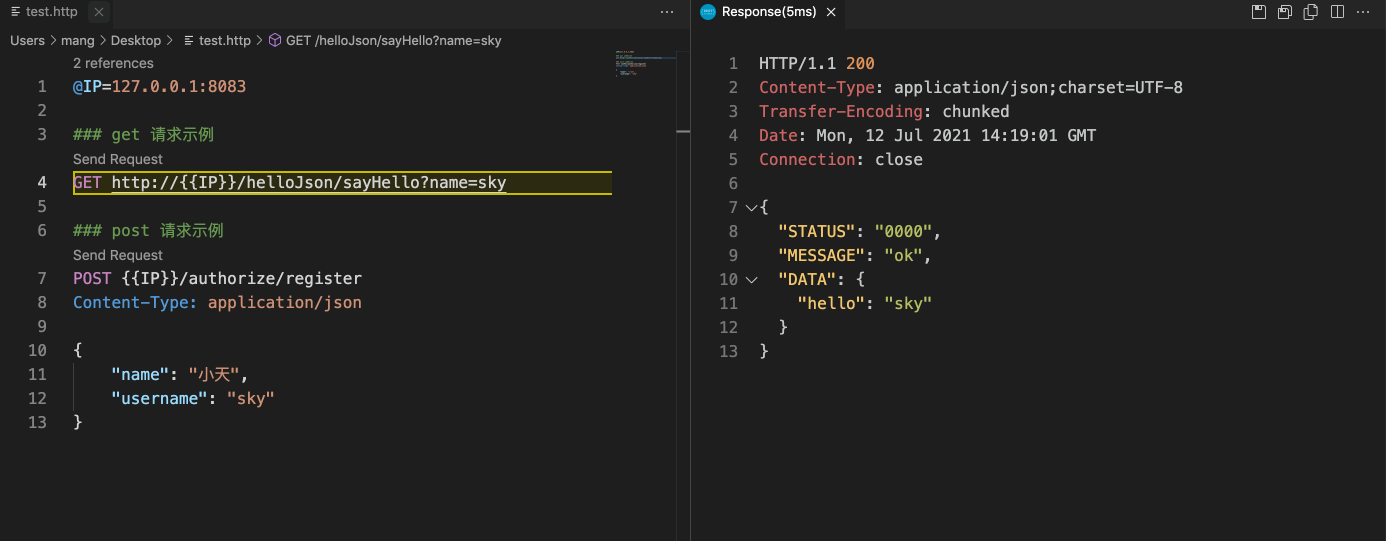 test.http
Users > mang > Desktop > test.http > GET /helloJson/sayHello?name=sky
2 references
1 @IP=127.0.0.1:8083
2
3 ### get 请求示例
Send Request
4 GET http://{{IP}}/helloJson/sayHello?name=sky
5
6 ### post 请求示例
Send Request
7 POST {{IP}}/authorize/register
8 Content-Type: application/json
9
10 {
11 "name": "小天",
12 "username": "sky"
13 }
Response(5ms)
1 HTTP/1.1 200
2 Content-Type: application/json;charset=UTF-8
3 Transfer-Encoding: chunked
4 Date: Mon, 12 Jul 2021 14:19:01 GMT
5 Connection: close
6
7 {
8 "STATUS": "0000",
9 "MESSAGE": "ok",
10 "DATA": {
11 "hello": "sky"
12 }
13 }